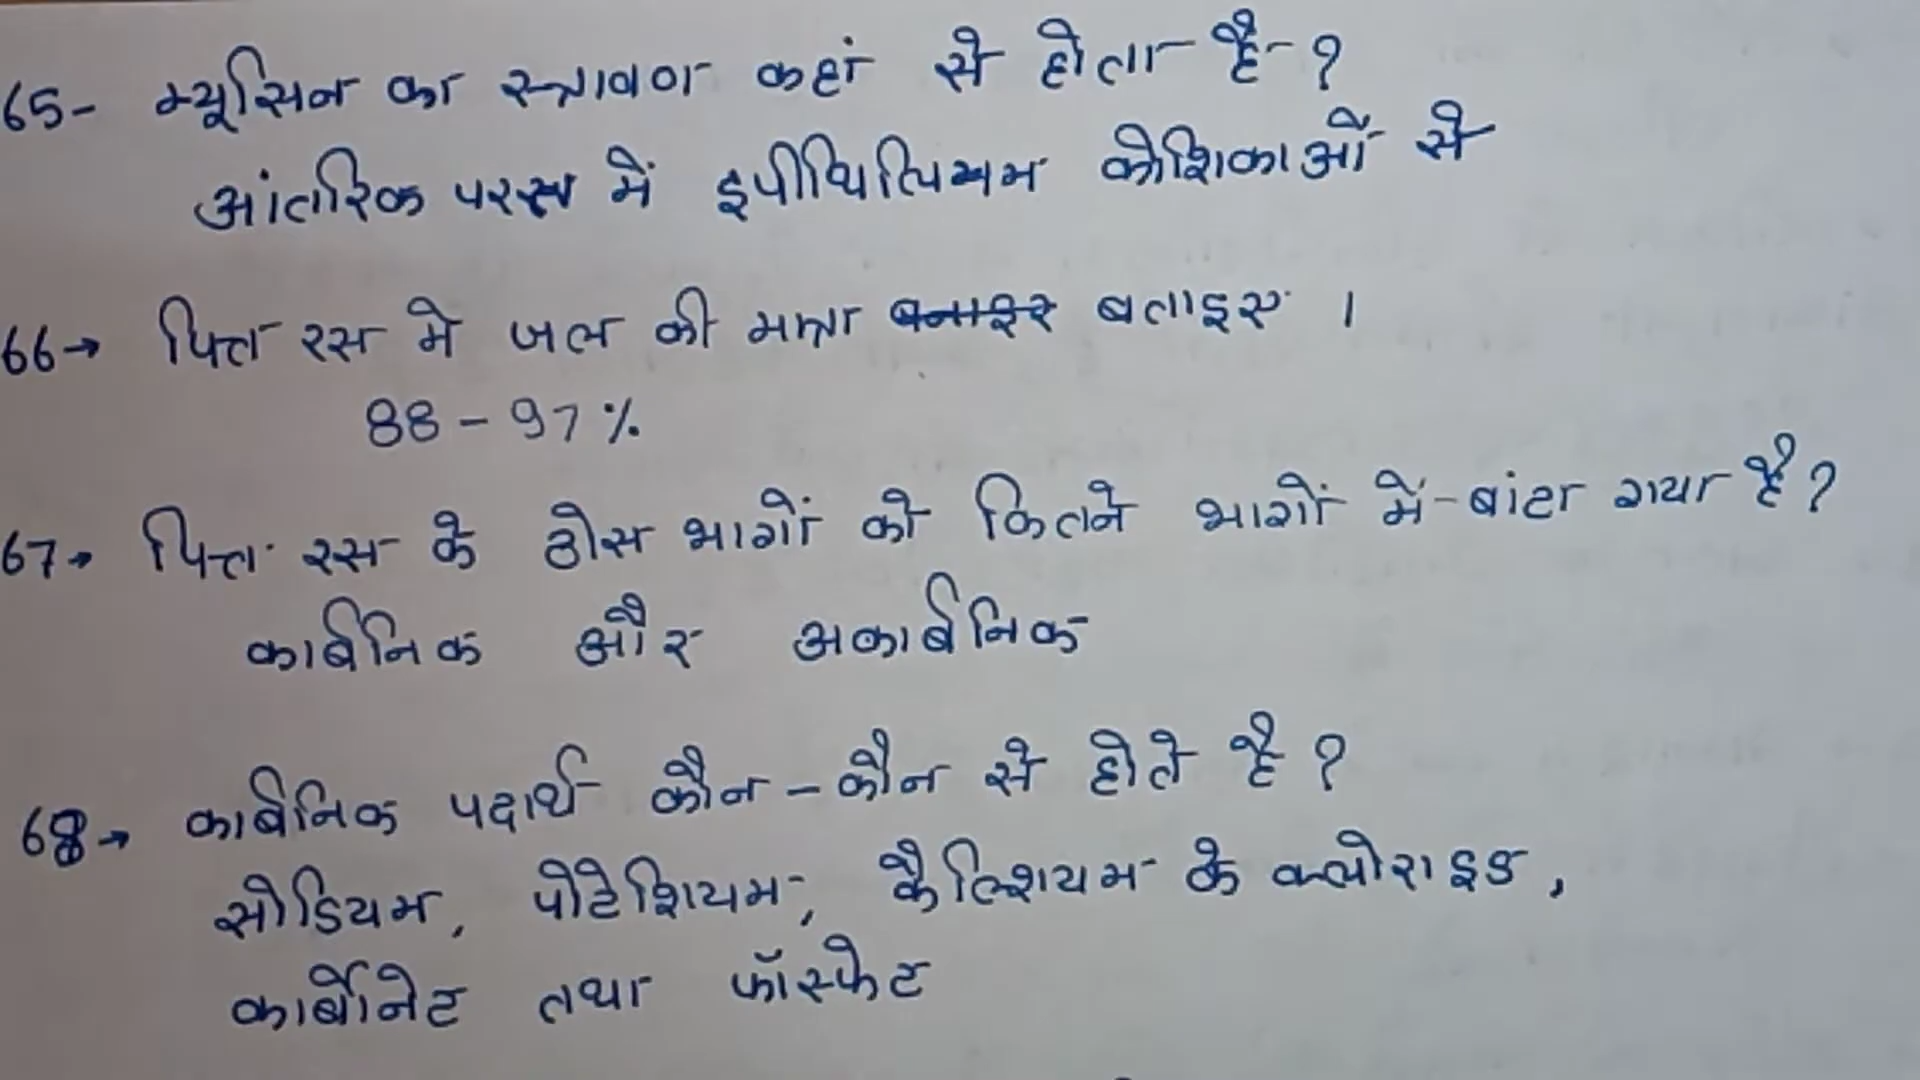 65- म्यूसिन का स्त्रावण कहां से होता है ?
आंतरिक परस्त में इपीथिलियम कोशिकाओं से
66→ पित्त रस मे जल की मात्रा बताइए ।
88 - 97 %
67→ पित्त रस के ठोस भागों को कितने भागों में बांटा गया है ?
कार्बनिक और अकार्बनिक
68→ कार्बनिक पदार्थ कौन - कौन से होते है ?
सोडियम, पोटेशियम, कैल्शियम के क्लोराइड,
कार्बोनेट तथा फॉस्फेट